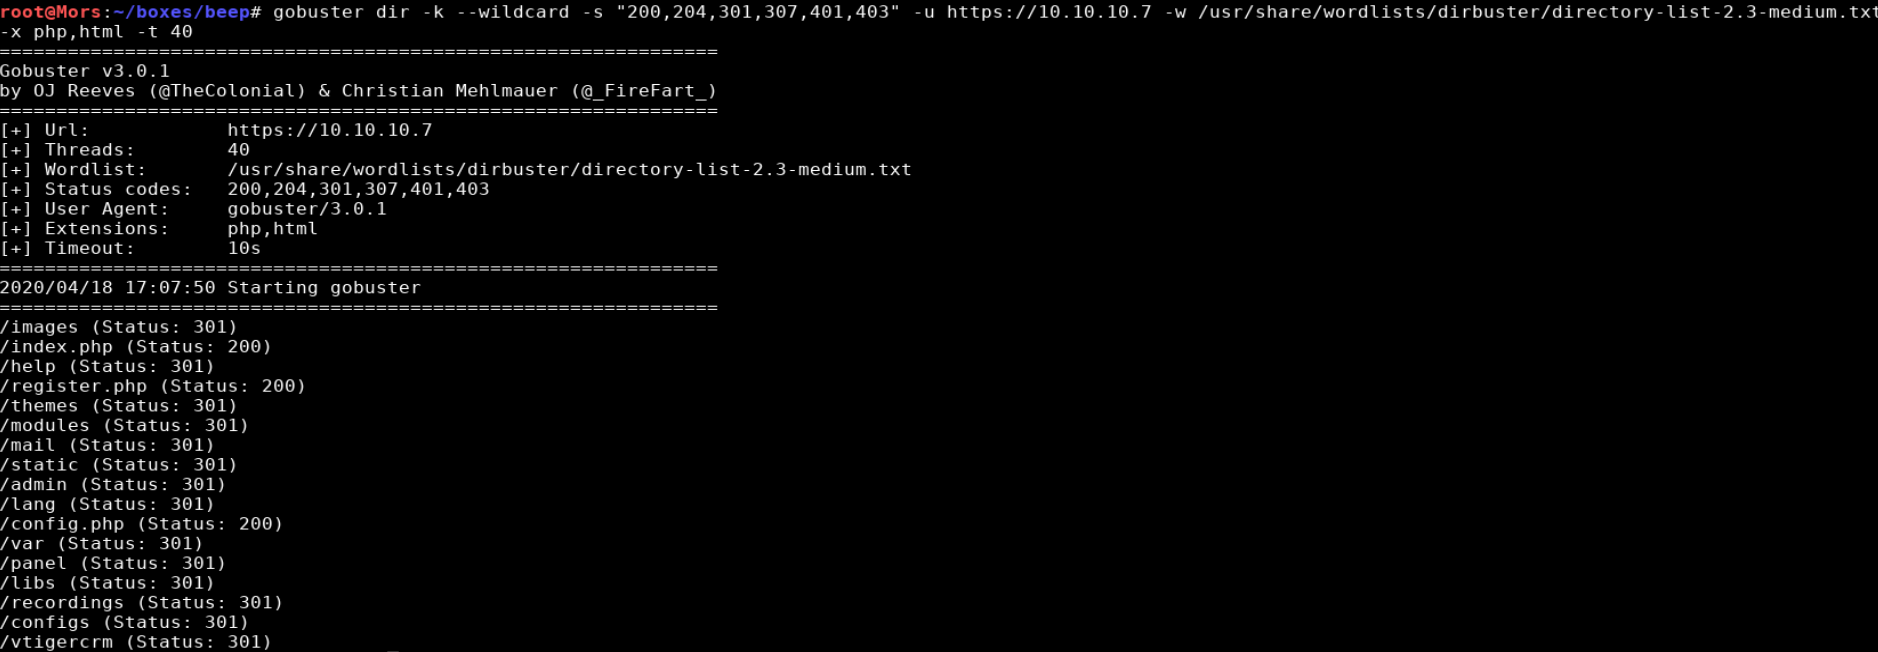 root@Mors:~/boxes/beep# gobuster dir -k --wildcard -s "200,204,301,307,401,403" -u https://10.10.10.7 -w /usr/share/wordlists/dirbuster/directory-list-2.3-medium.txt
-x php,html -t 40
===============================================================
Gobuster v3.0.1
by OJ Reeves (@TheColonial) & Christian Mehlmauer (@_FireFart_)
===============================================================
[+] Url:            https://10.10.10.7
[+] Threads:        40
[+] Wordlist:       /usr/share/wordlists/dirbuster/directory-list-2.3-medium.txt
[+] Status codes:   200,204,301,307,401,403
[+] User Agent:     gobuster/3.0.1
[+] Extensions:     php,html
[+] Timeout:        10s
===============================================================
2020/04/18 17:07:50 Starting gobuster
===============================================================
/images (Status: 301)
/index.php (Status: 200)
/help (Status: 301)
/register.php (Status: 200)
/themes (Status: 301)
/modules (Status: 301)
/mail (Status: 301)
/static (Status: 301)
/admin (Status: 301)
/lang (Status: 301)
/config.php (Status: 200)
/var (Status: 301)
/panel (Status: 301)
/libs (Status: 301)
/recordings (Status: 301)
/configs (Status: 301)
/vtigercrm (Status: 301)